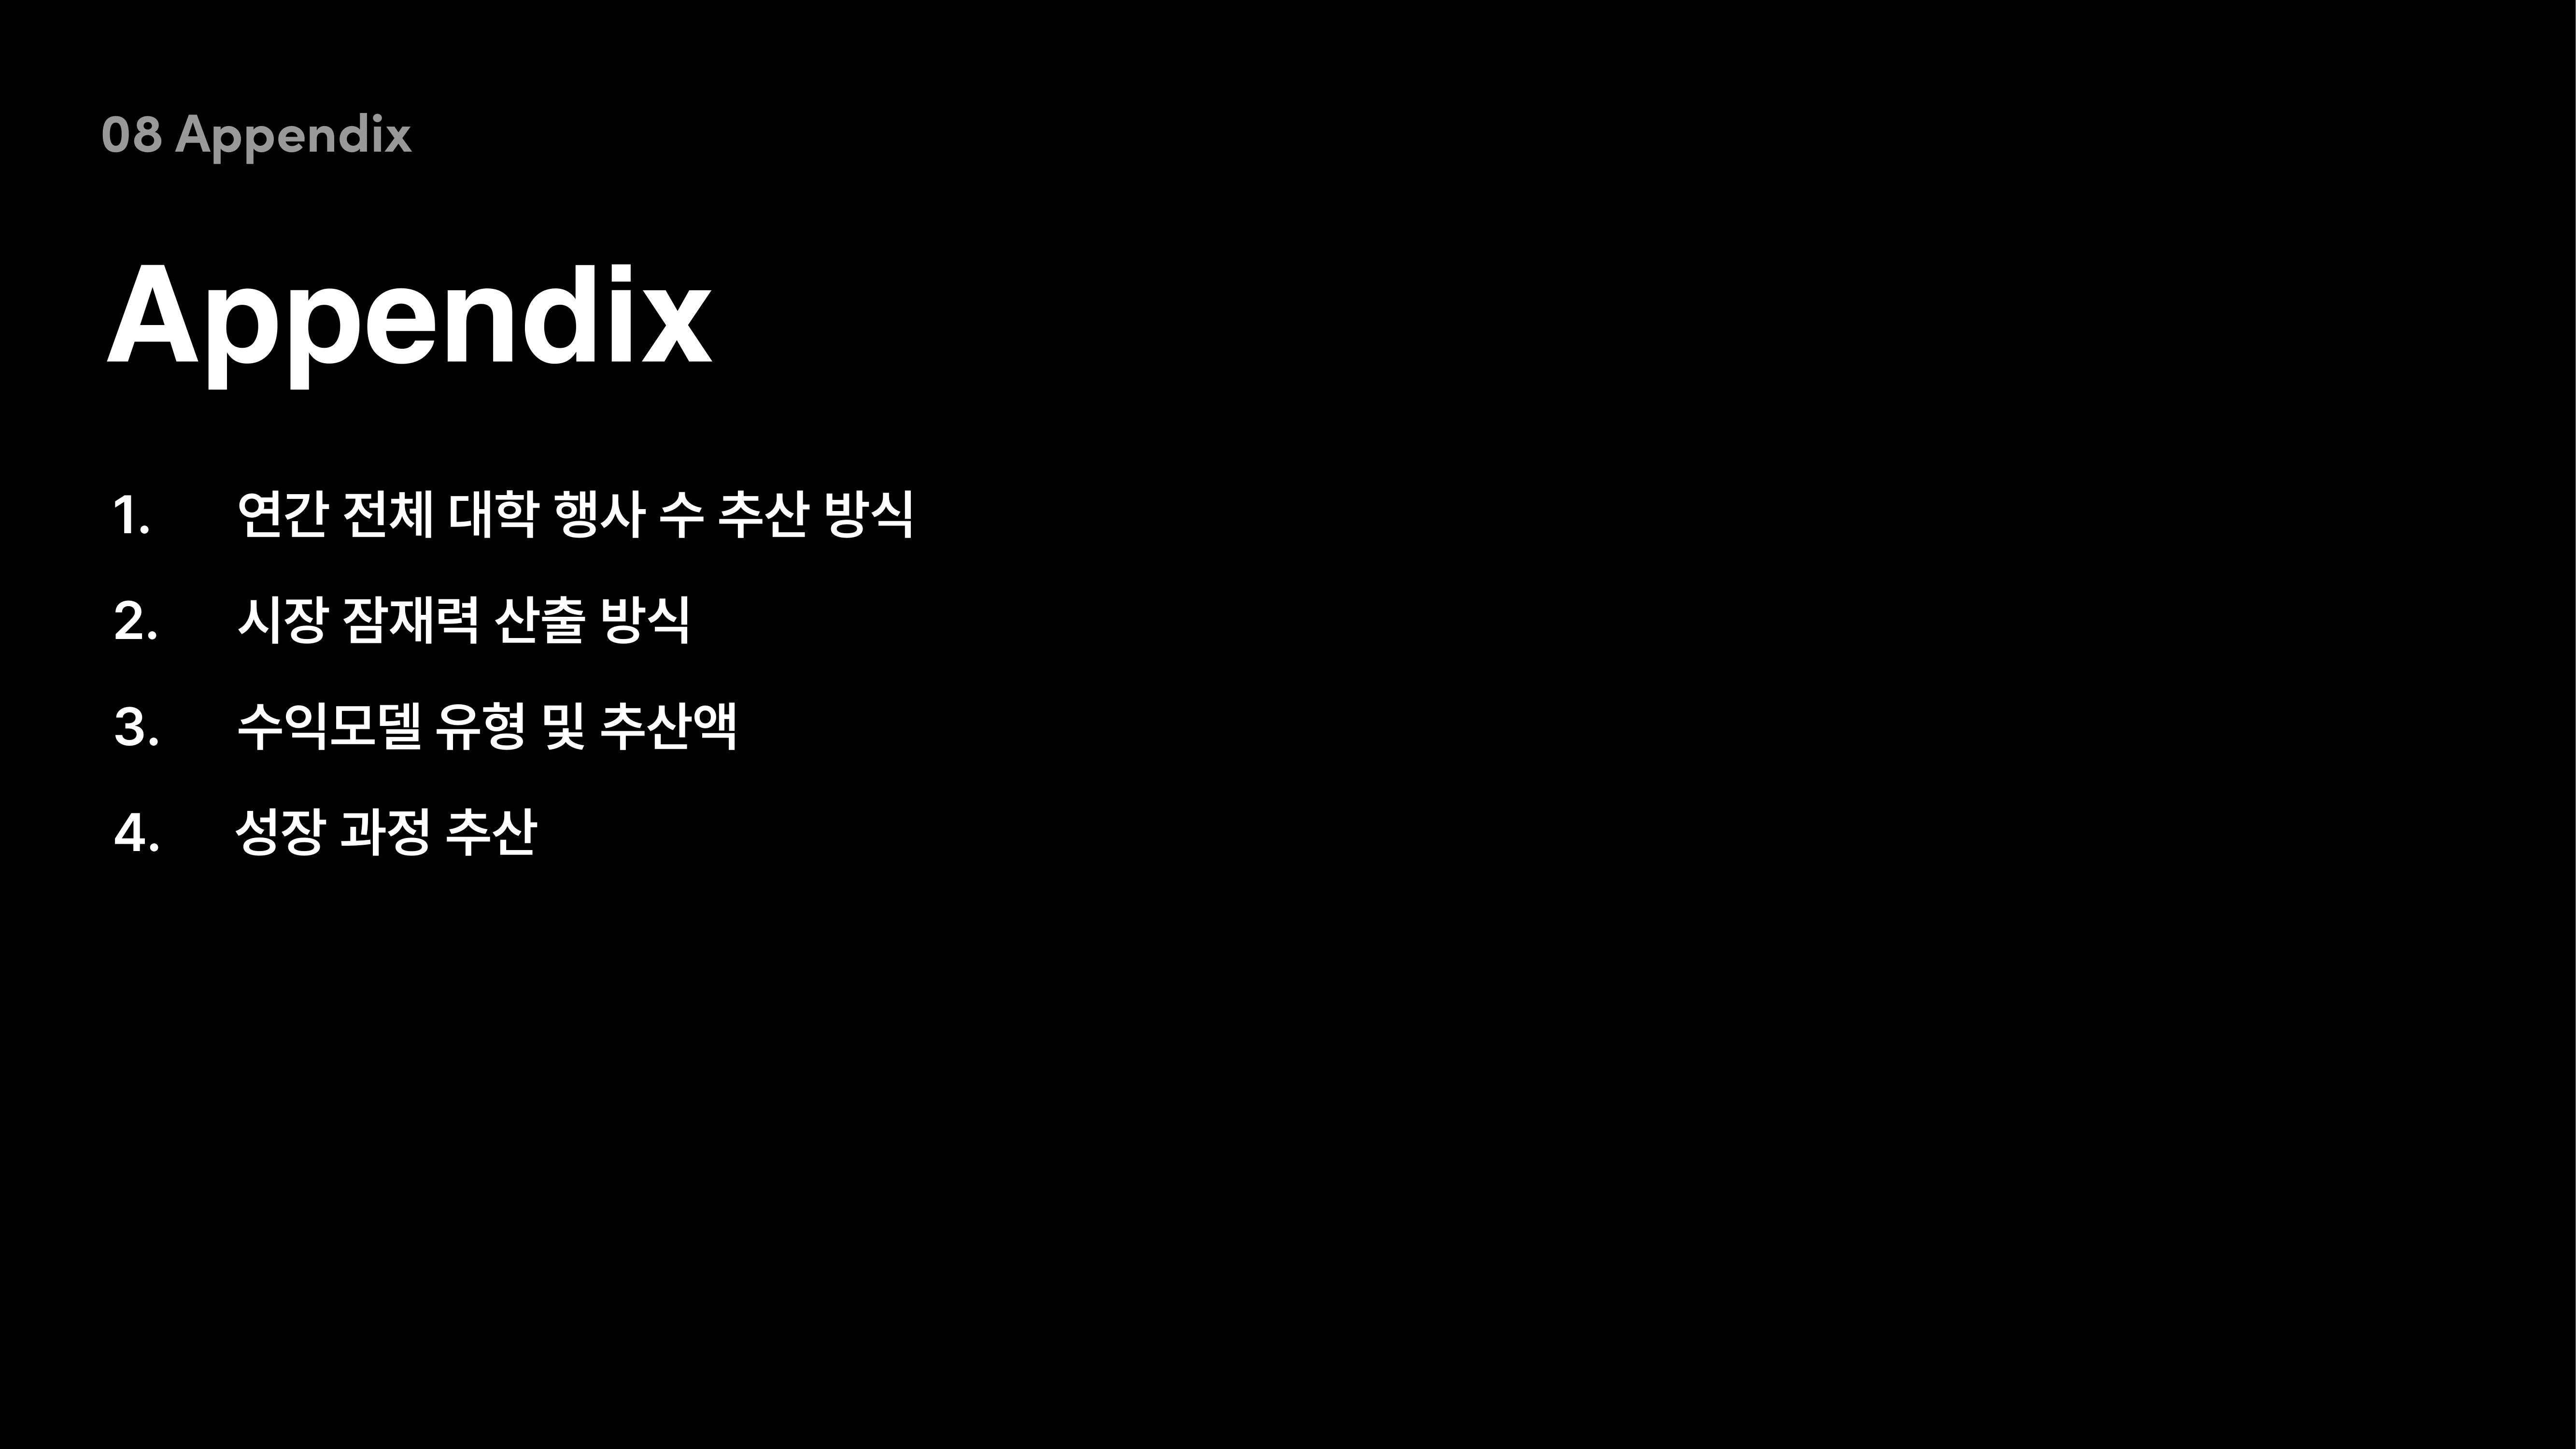 08 Appendix
Appendix
1. 연간 전체 대학 행사 수 추산 방식
2. 시장 잠재력 산출 방식
3. 수익모델 유형 및 추산액
4. 성장 과정 추산